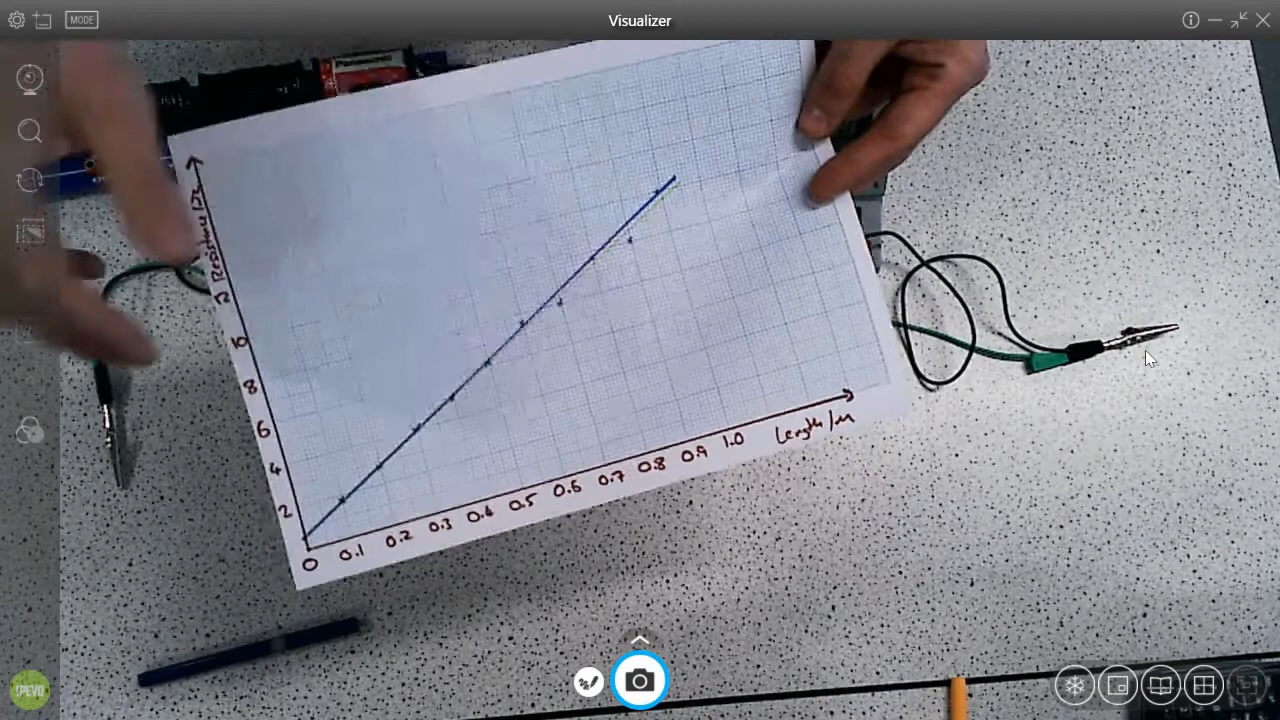 MODE
Visualizer
Panasonic
Resistance/Ω
12
10
8
6
4
2
0 0.1 0.2 0.3 0.4 0.5 0.6 0.7 0.8 0.9 1.0 Length/m
IPEVO